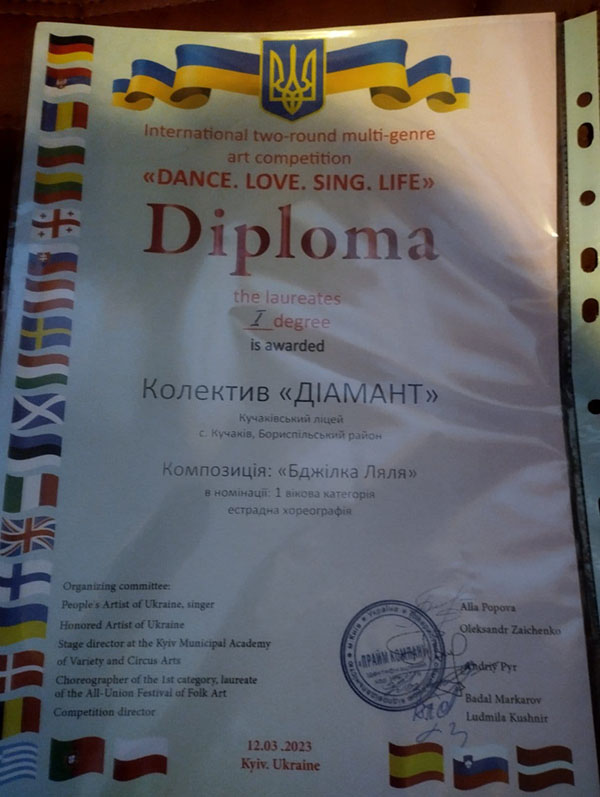 International two-round multi-genre
art competition
«DANCE. LOVE. SING. LIFE»
Diploma
the laureates
I degree
is awarded
Колектив «ДІАМАНТ»
Кучаківський ліцей
с. Кучаків, Бориспільський район
Композиція: «Бджілка Ляля»
в номінації: 1 вікова категорія
естрадна хореографія
Organizing committee:
People's Artist of Ukraine, singer
Alla Popova
Honored Artist of Ukraine
Oleksandr Zaichenko
Stage director at the Kyiv Municipal Academy
of Variety and Circus Arts
Andriy Pyr
Choreographer of the 1st category, laureate
of the All-Union Festival of Folk Art
Badal Markarov
Competition director
Ludmila Kushnir
«ПРАЙМ КОМПАНІ»
12.03 .2023
Kyiv. Ukraine